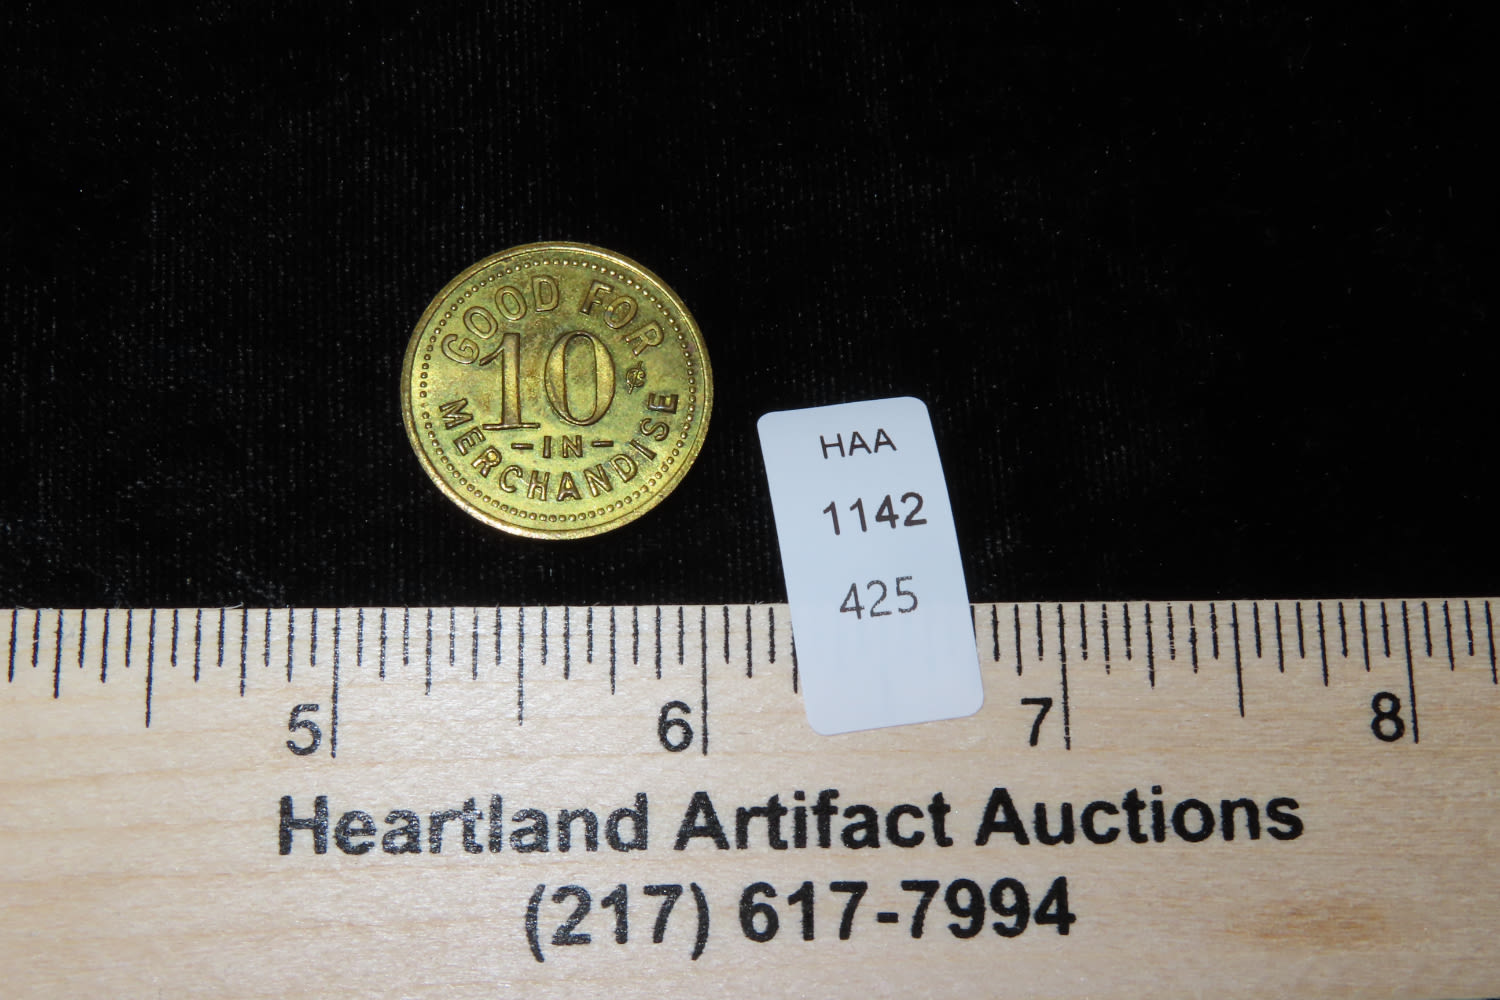 GOOD FOR
10¢
-IN-
MERCHANDISE
HAA
1142
425
5 6 7 8
Heartland Artifact Auctions
(217) 617-7994